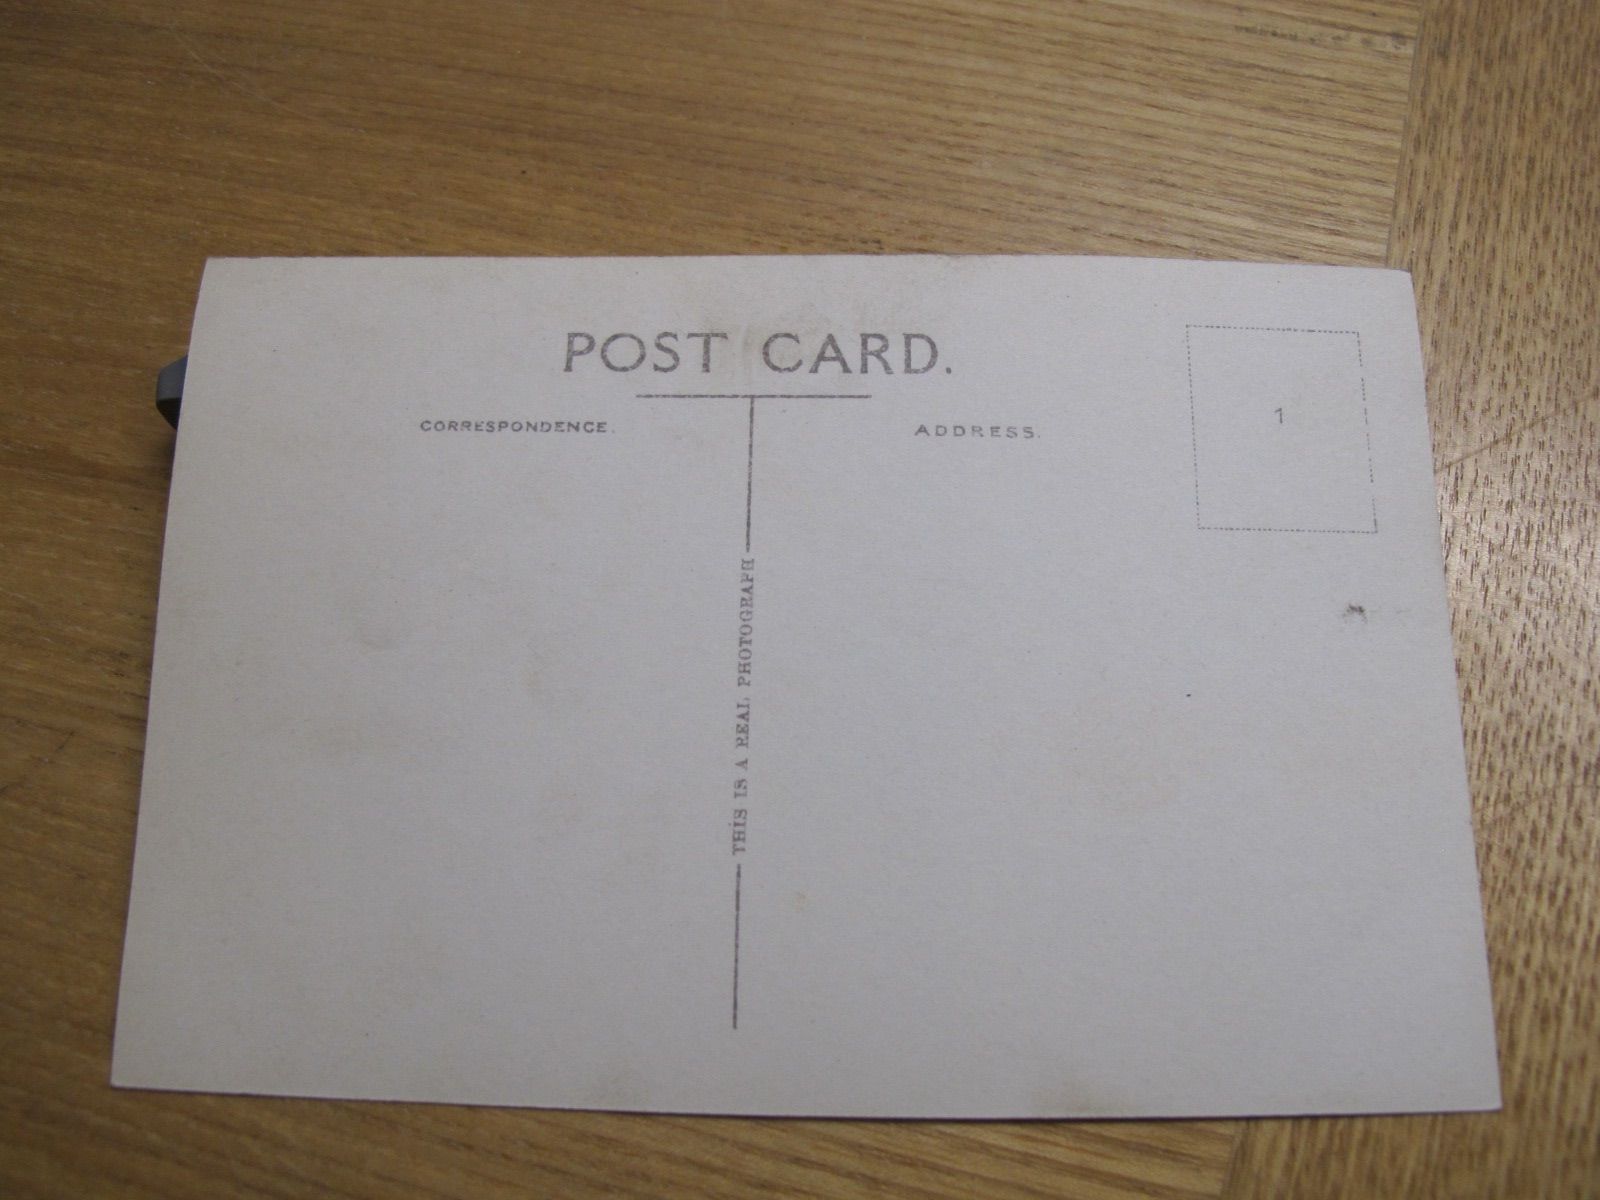 POST CARD.
CORRESPONDENCE.
ADDRESS.
1
THIS IS A REAL PHOTOGRAPH